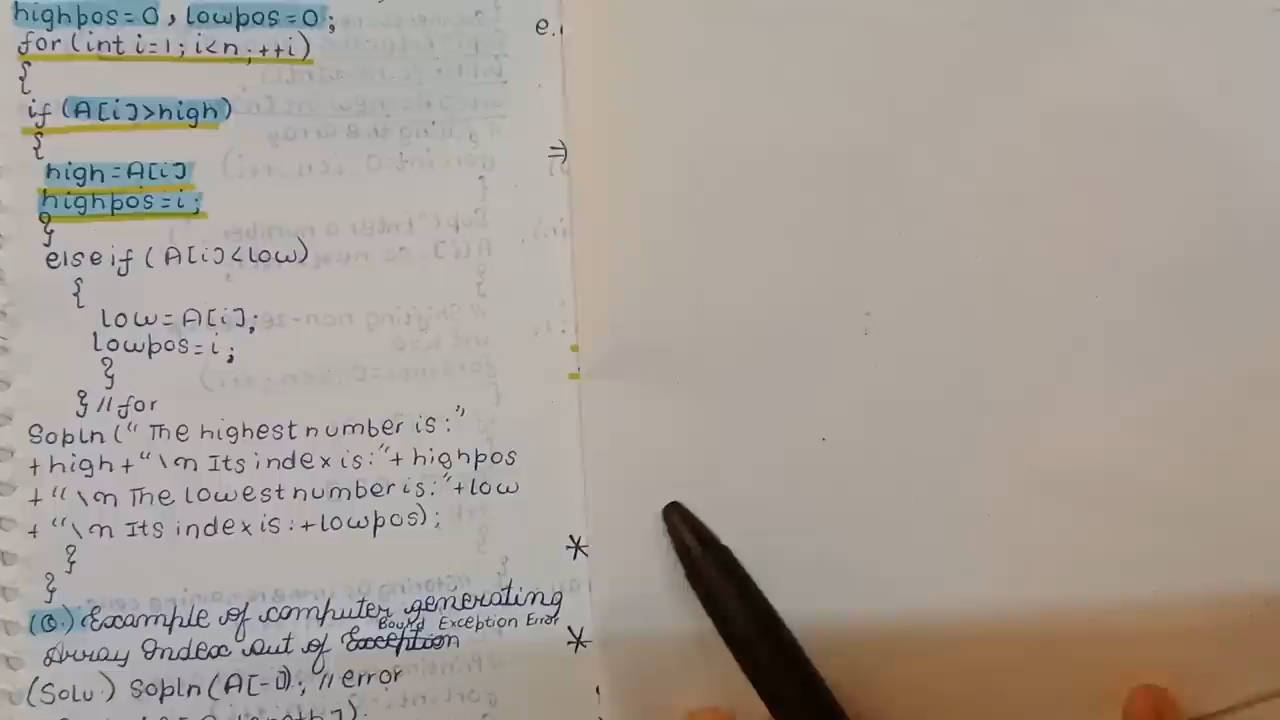 highpos=0, lowpos=0;
for(int i=1; i<n; ++i)
{
if (A[i]>high)
{
high=A[i]
highpos=i;
}
else if (A[i]<low)
{
low=A[i];
lowpos=i;
}
} //for
Sopln(“The highest number is:”
+high+“\n Its index is:”+highpos
+“\n The lowest number is:”+low
+“\n Its index is:+lowpos);
}
}
(Q.) Example of computer generating
Bound Exception Error
Array Index out of Exception
(Solu.) Sopln(A[-1]); //error
e.
⇒
*
*